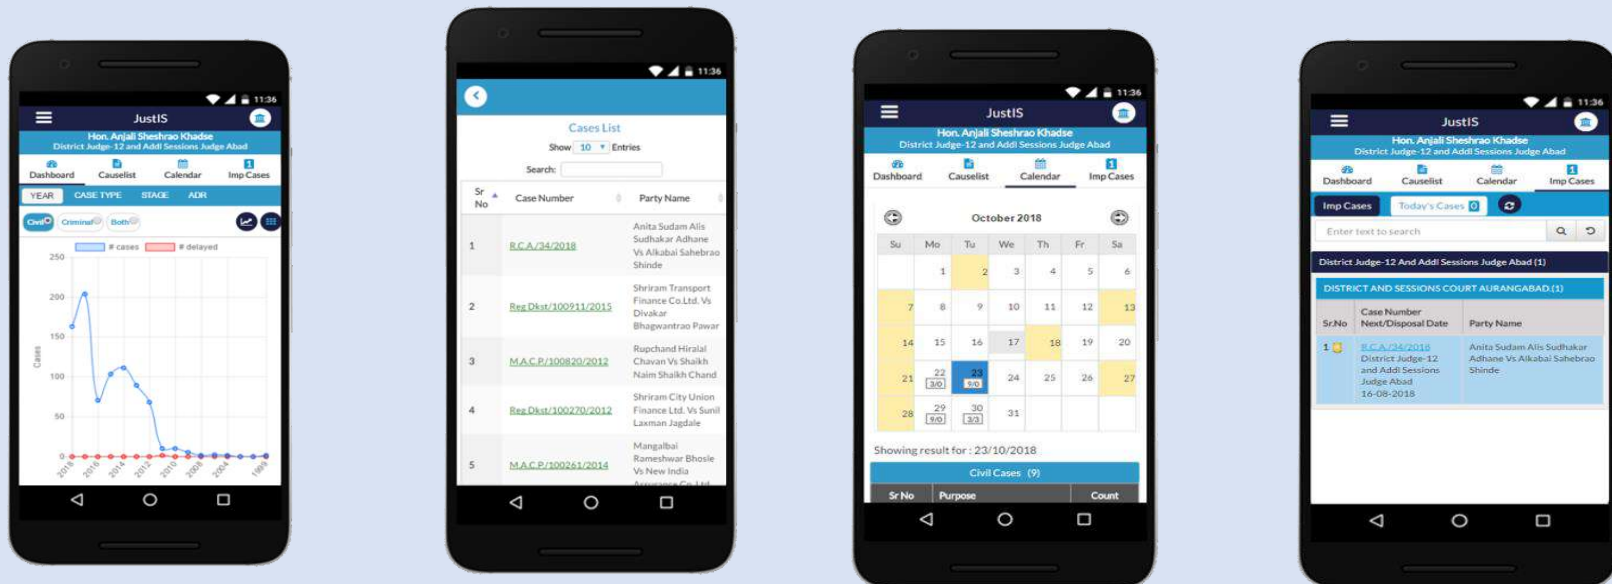 11:36
JustIS
Hon. Anjali Sheshrao Khadse
District Judge-12 and Addl Sessions Judge Abad
1
Dashboard Causelist Calendar Imp Cases
YEAR CASE TYPE STAGE ADR
Civil Criminal Both
# cases # delayed
250
200
150
100
50
0
Cases
2018 2016 2014 2012 2010 2008 2004 1999
11:36
Cases List
Show 10 Entries
Search:
Sr No Case Number Party Name
1 R.C.A./34/2018 Anita Sudam Alis
Sudhakar Adhane
Vs Alkabai Sahebrao
Shinde
2 Reg.Dkst/100911/2015 Shriram Transport
Finance Co.Ltd. Vs
Divakar
Bhagwantrao Pawar
3 M.A.C.P./100820/2012 Rupchand Hiralal
Chavan Vs Shaikh
Naim Shaikh Chand
4 Reg.Dkst/100270/2012 Shriram City Union
Finance Ltd. Vs Sunil
Laxman Jagdale
5 M.A.C.P./100261/2014 Mangalbai
Rameshwar Bhosle
Vs New India
Assurance Co. Ltd
11:36
JustIS
Hon. Anjali Sheshrao Khadse
District Judge-12 and Addl Sessions Judge Abad
1
Dashboard Causelist Calendar Imp Cases
October 2018
Su Mo Tu We Th Fr Sa
1 2 3 4 5 6
7 8 9 10 11 12 13
14 15 16 17 18 19 20
21 22 23 24 25 26 27
3/0 9/0
28 29 30 31
9/0 3/3
Showing result for : 23/10/2018
Civil Cases (9)
Sr No Purpose Count
11:36
JustIS
Hon. Anjali Sheshrao Khadse
District Judge-12 and Addl Sessions Judge Abad
1
Dashboard Causelist Calendar Imp Cases
Imp Cases Today's Cases 0
Enter text to search
District Judge-12 And Addl Sessions Judge Abad (1)
DISTRICT AND SESSIONS COURT AURANGABAD.(1)
Sr.No Case Number
Next/Disposal Date Party Name
1 R.C.A./34/2018 Anita Sudam Alis Sudhakar
District Judge-12 Adhane Vs Alkabai Sahebrao
and Addl Sessions Shinde
Judge Abad
16-08-2018